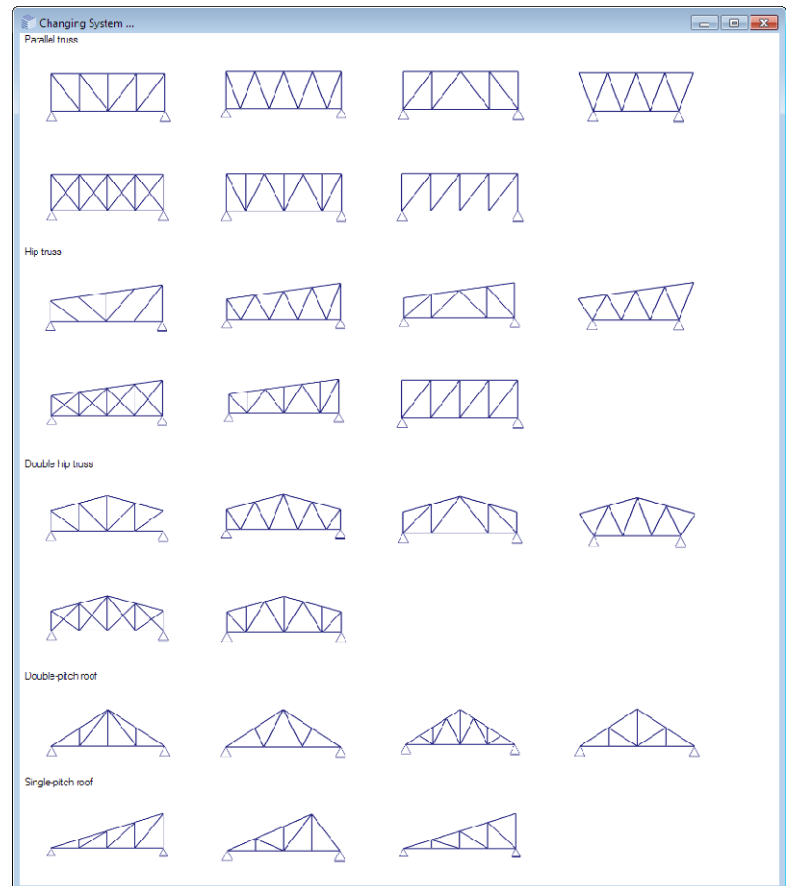 Changing System ...
Parallel truss
Hip truss
Double hip truss
Double-pitch roof
Single-pitch roof